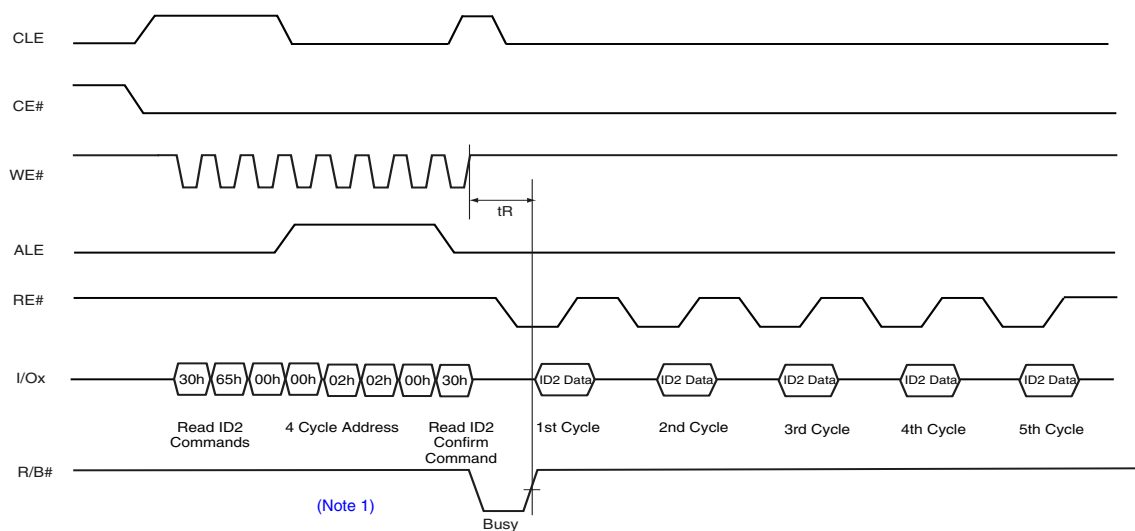 CLE
CE#
WE#
tR
ALE
RE#
I/Ox
30h 65h 00h 00h 02h 02h 00h 30h ID2 Data ID2 Data ID2 Data ID2 Data ID2 Data
Read ID2
Commands
4 Cycle Address
Read ID2
Confirm
Command
1st Cycle
2nd Cycle
3rd Cycle
4th Cycle
5th Cycle
R/B#
(Note 1)
Busy